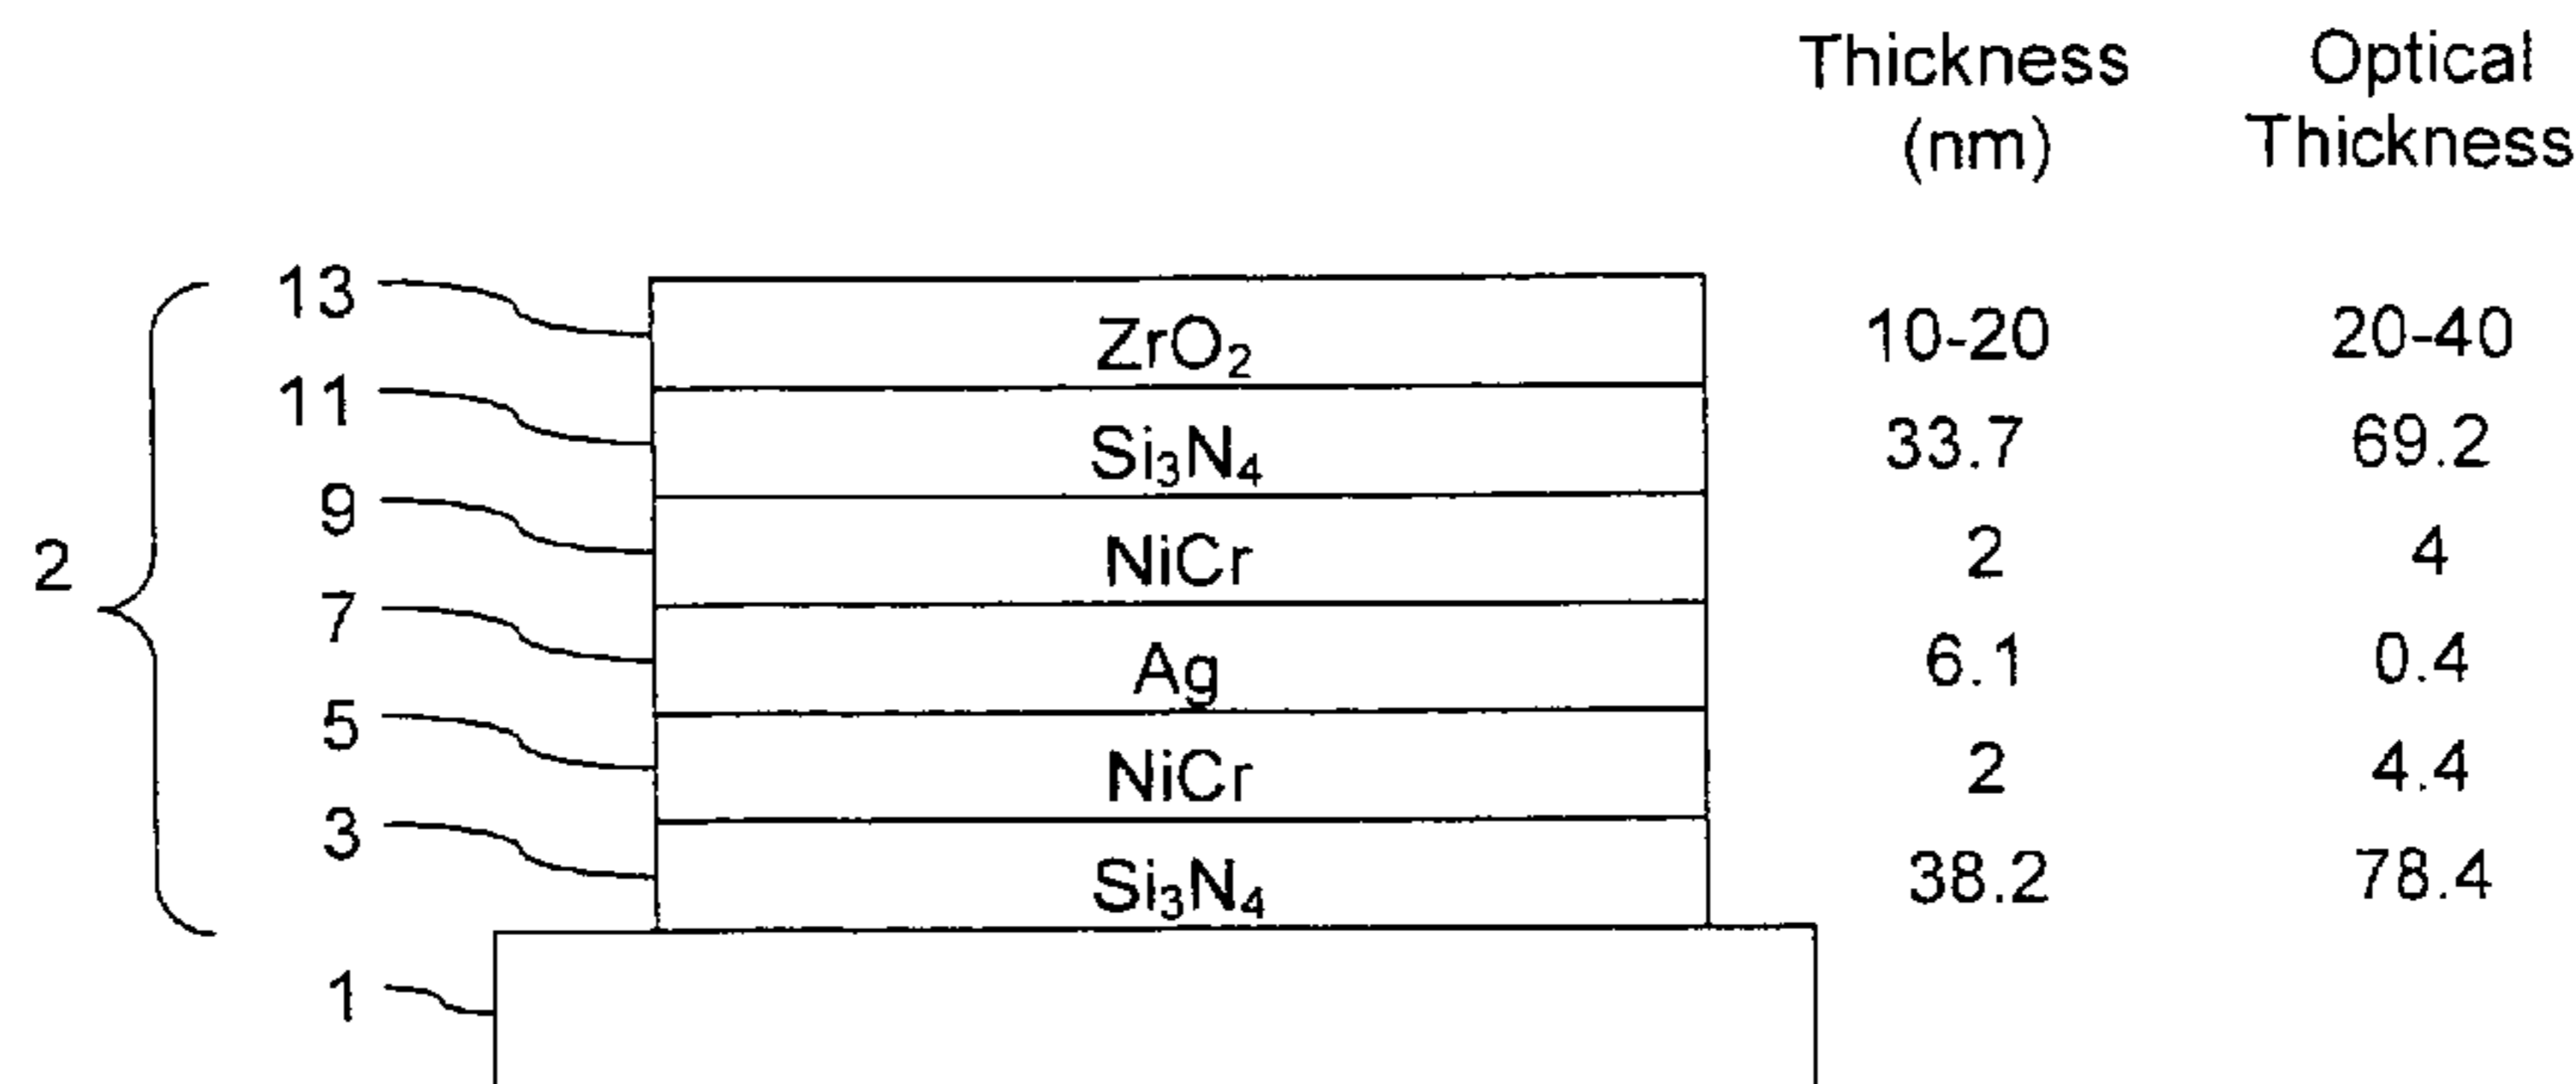 Thickness Optical
(nm) Thickness
13 ZrO₂ 10-20 20-40
11 Si₃N₄ 33.7 69.2
9 NiCr 2 4
2
7 Ag 6.1 0.4
5 NiCr 2 4.4
3 Si₃N₄ 38.2 78.4
1